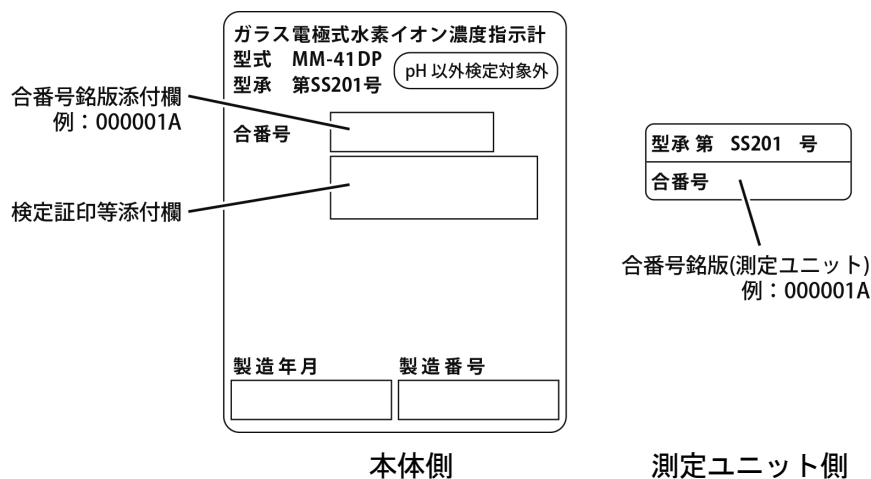 ガラス電極式水素イオン濃度指示計
型式 MM-41DP
型承 第SS201号
pH 以外検定対象外
合番号銘版添付欄
例：000001A
合番号
検定証印等添付欄
製造年月
製造番号
本体側
型承 第 SS201 号
合番号
合番号銘版(測定ユニット)
例：000001A
測定ユニット側